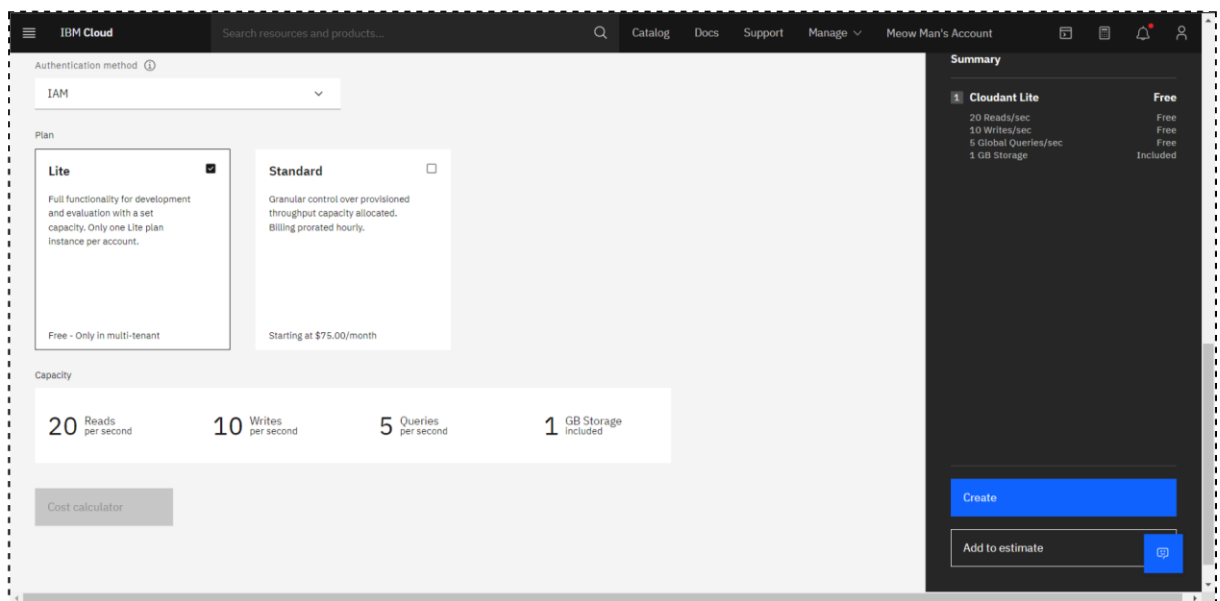 IBM Cloud
Search resources and products...
Catalog
Docs
Support
Manage
Meow Man's Account
Authentication method
IAM
Plan
Lite
Full functionality for development
and evaluation with a set
capacity. Only one Lite plan
instance per account.
Free - Only in multi-tenant
Standard
Granular control over provisioned
throughput capacity allocated.
Billing prorated hourly.
Starting at $75.00/month
Capacity
20 Reads per second
10 Writes per second
5 Queries per second
1 GB Storage included
Cost calculator
Summary
1 Cloudant Lite Free
20 Reads/sec Free
10 Writes/sec Free
5 Global Queries/sec Free
1 GB Storage Included
Create
Add to estimate